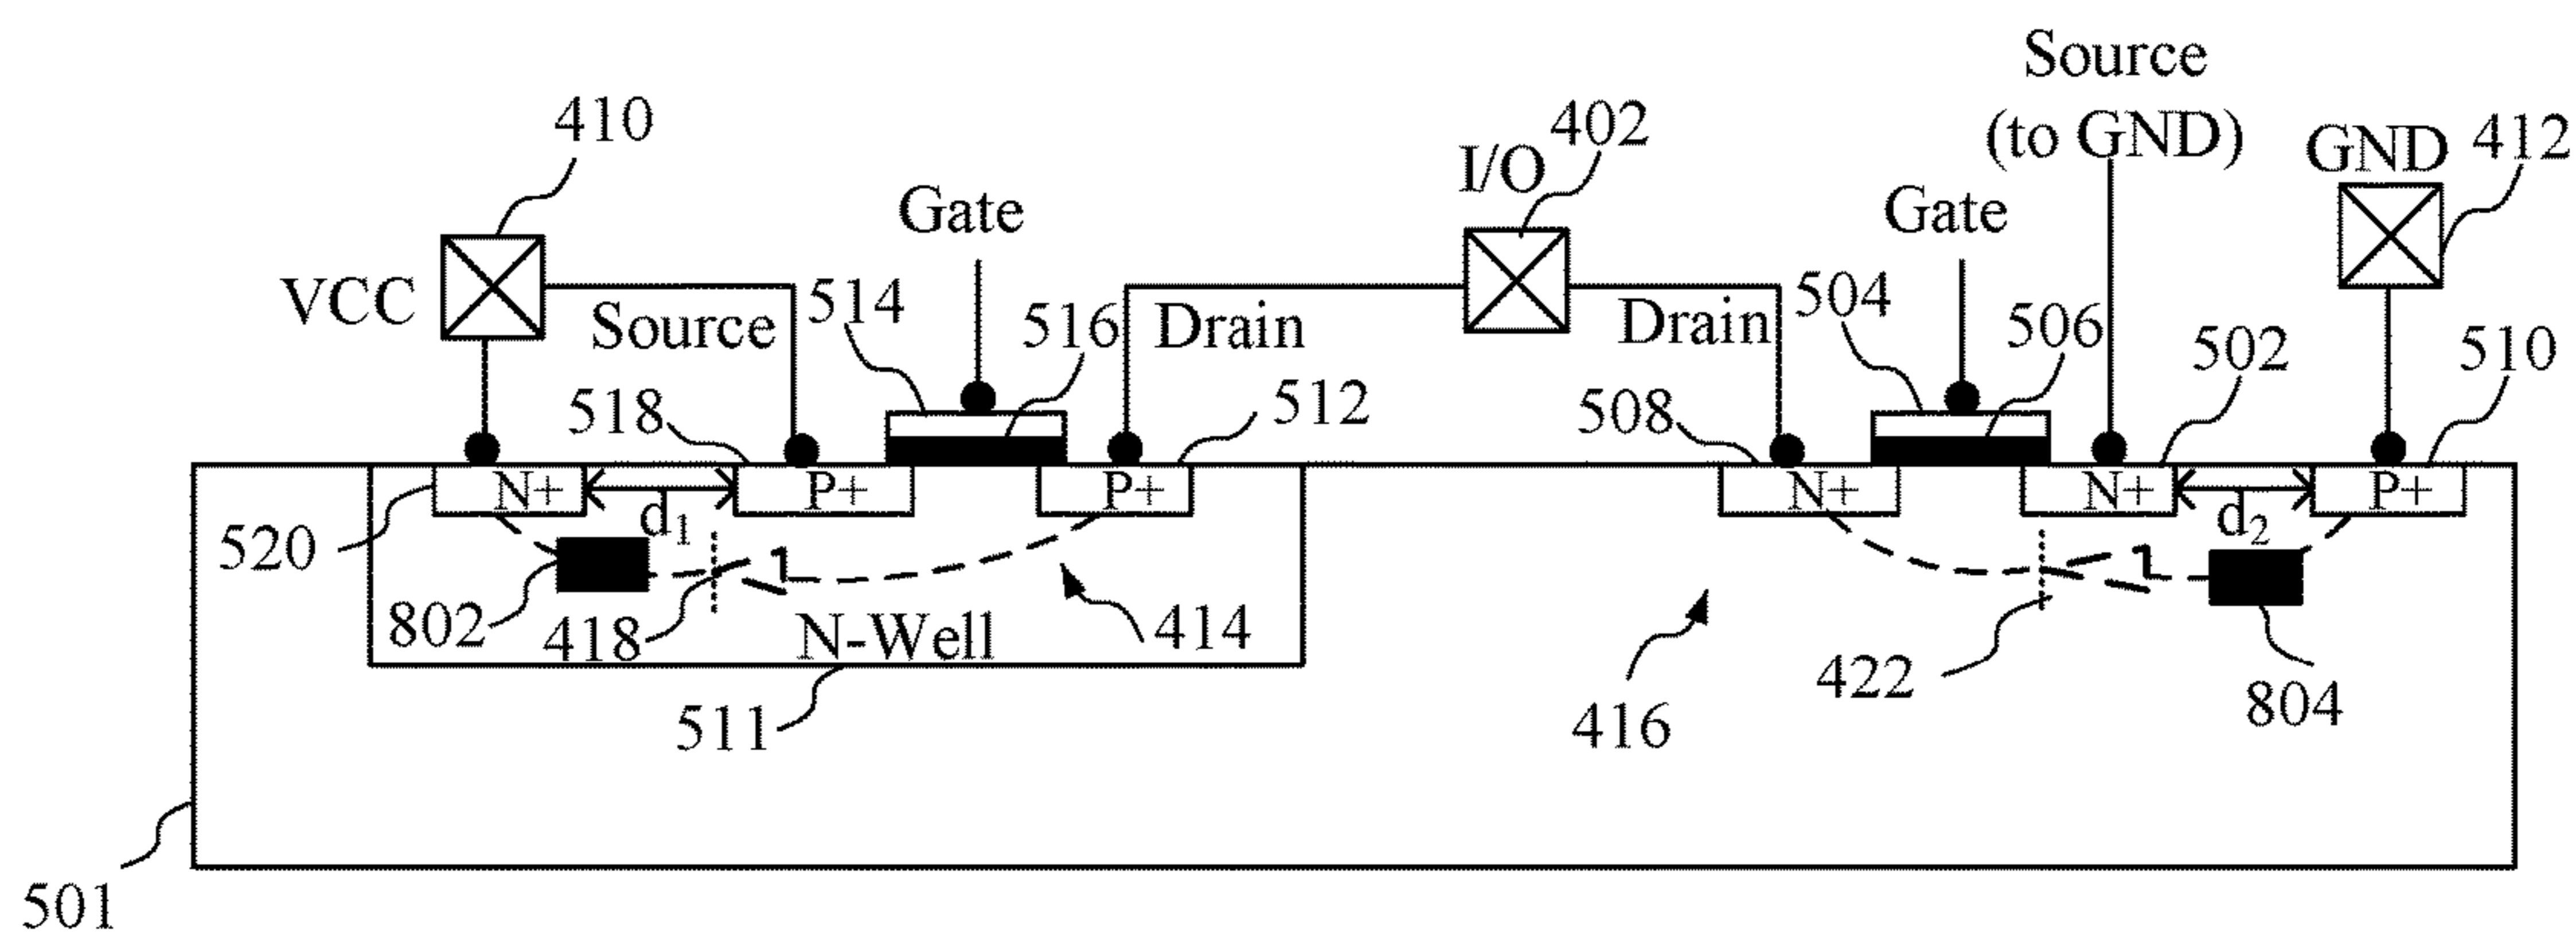 Source
(to GND)
410
402
I/O
GND
412
Gate
Gate
VCC
Source
514
516
Drain
Drain
504
506
502
510
518
512
508
N+
P+
P+
N+
N+
P+
d1
d2
520
802
418
N-Well
414
422
804
511
416
501